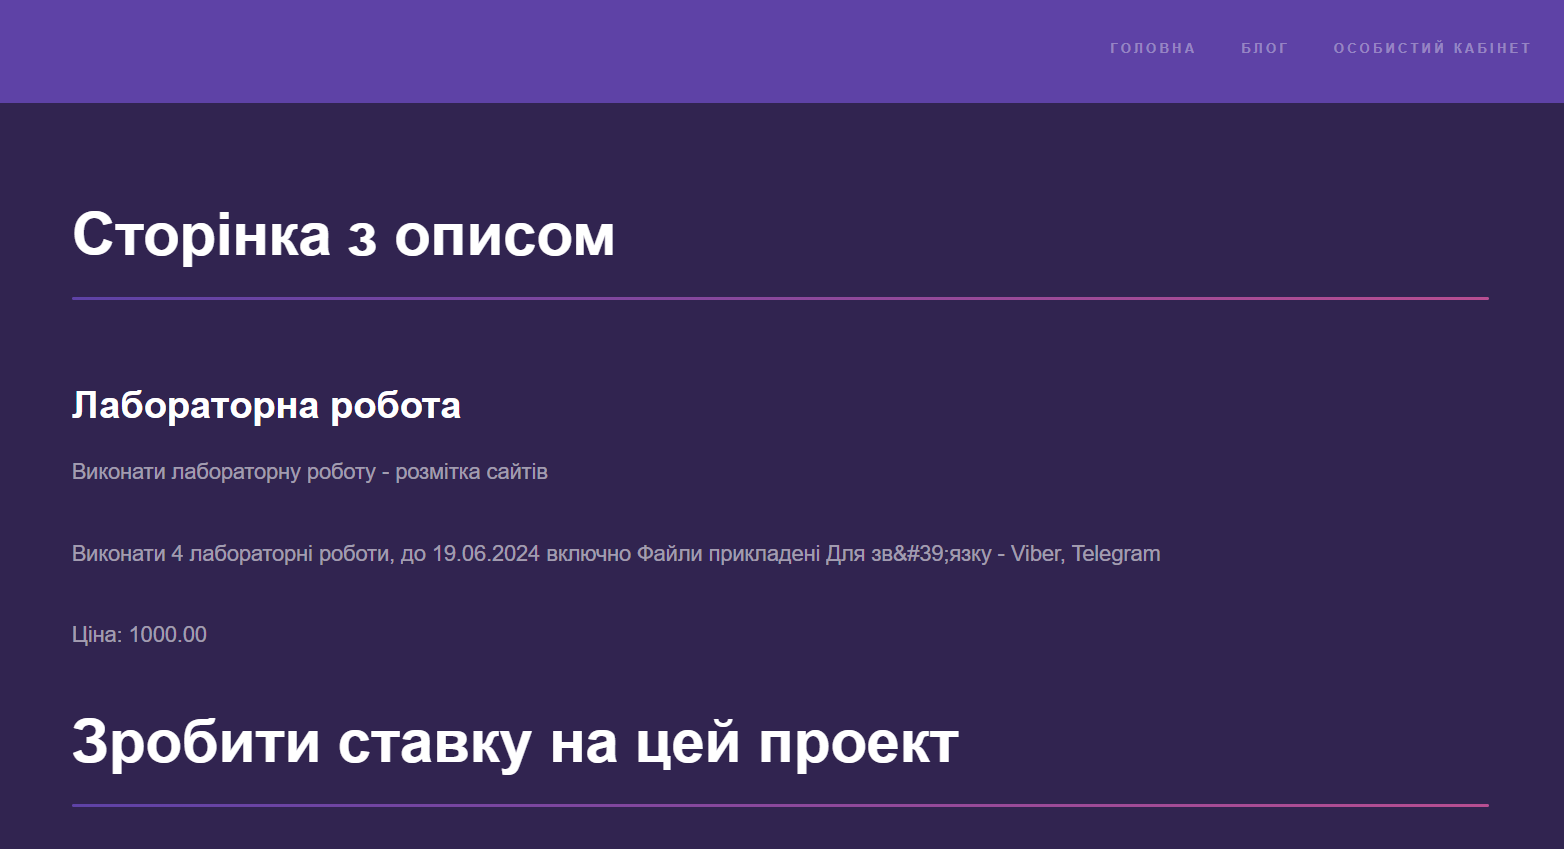 ГОЛОВНА БЛОГ ОСОБИСТИЙ КАБІНЕТ
Сторінка з описом
Лабораторна робота
Виконати лабораторну роботу - розмітка сайтів
Виконати 4 лабораторні роботи, до 19.06.2024 включно Файли прикладені Для зв&#39;язку - Viber, Telegram
Ціна: 1000.00
Зробити ставку на цей проект